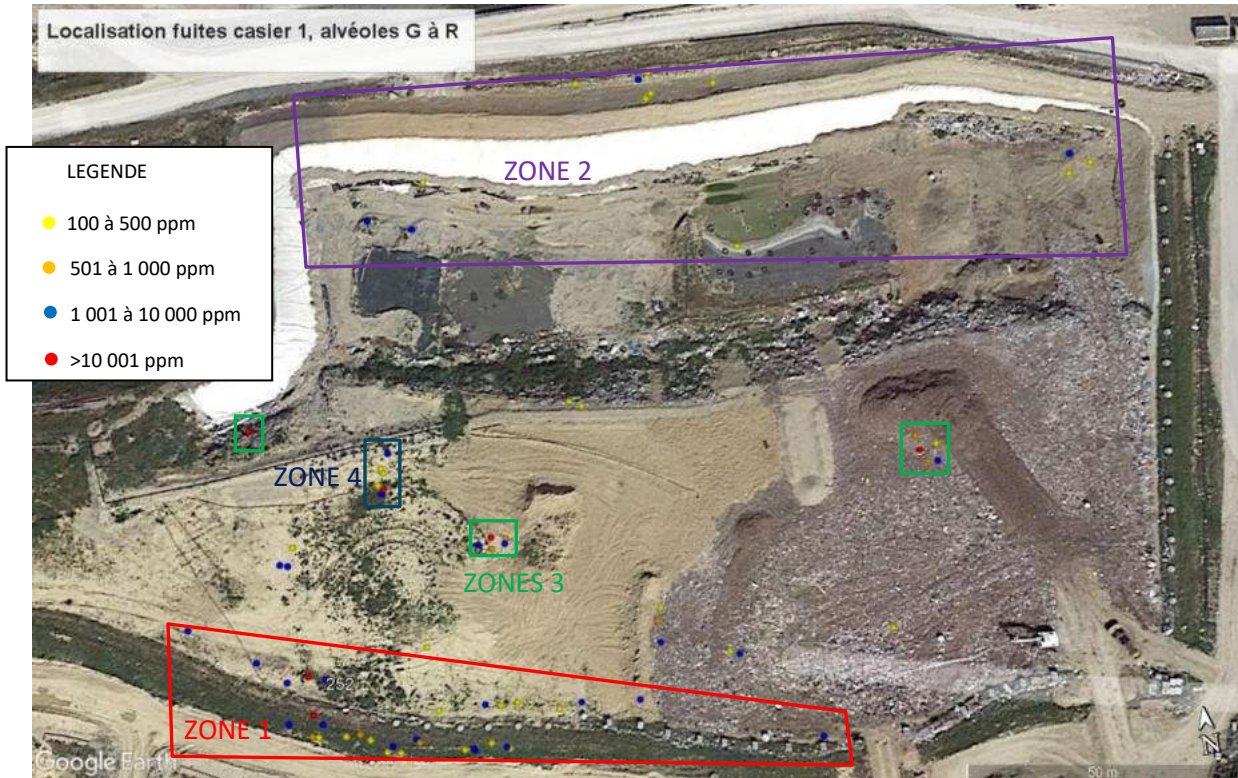 Localisation fuites casier 1, alvéoles G à R
LEGENDE
100 à 500 ppm
501 à 1 000 ppm
1 001 à 10 000 ppm
>10 001 ppm
ZONE 2
ZONE 4
ZONES 3
252
ZONE 1
Google Earth
N
50 m